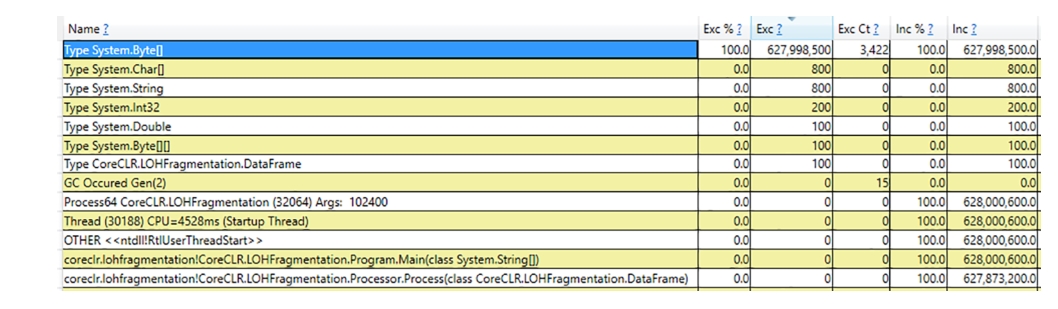 Name ? Exc % ? Exc ? Exc Ct ? Inc % ? Inc ?
Type System.Byte[] 100.0 627,998,500 3,422 100.0 627,998,500.0
Type System.Char[] 0.0 800 0 0.0 800.0
Type System.String 0.0 800 0 0.0 800.0
Type System.Int32 0.0 200 0 0.0 200.0
Type System.Double 0.0 100 0 0.0 100.0
Type System.Byte[][] 0.0 100 0 0.0 100.0
Type CoreCLR.LOHFragmentation.DataFrame 0.0 100 0 0.0 100.0
GC Occured Gen(2) 0.0 0 15 0.0 0.0
Process64 CoreCLR.LOHFragmentation (32064) Args: 102400 0.0 0 0 100.0 628,000,600.0
Thread (30188) CPU=4528ms (Startup Thread) 0.0 0 0 100.0 628,000,600.0
OTHER <<ntdll!RtlUserThreadStart>> 0.0 0 0 100.0 628,000,600.0
coreclr.lohfragmentation!CoreCLR.LOHFragmentation.Program.Main(class System.String[]) 0.0 0 0 100.0 628,000,600.0
coreclr.lohfragmentation!CoreCLR.LOHFragmentation.Processor.Process(class CoreCLR.LOHFragmentation.DataFrame) 0.0 0 0 100.0 627,873,200.0